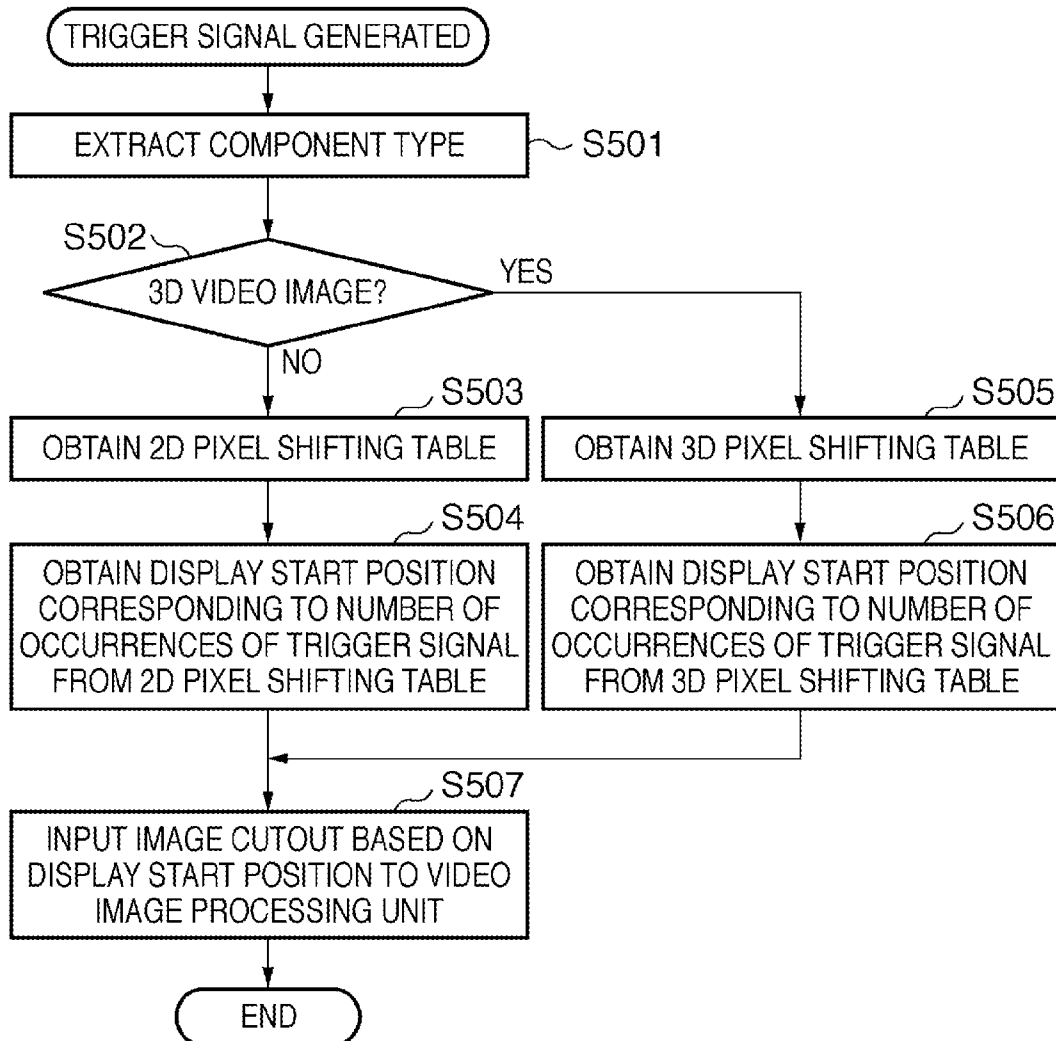 TRIGGER SIGNAL GENERATED
EXTRACT COMPONENT TYPE
S501
S502
3D VIDEO IMAGE?
YES
NO
S503
OBTAIN 2D PIXEL SHIFTING TABLE
S505
OBTAIN 3D PIXEL SHIFTING TABLE
S504
OBTAIN DISPLAY START POSITION
CORRESPONDING TO NUMBER OF
OCCURRENCES OF TRIGGER SIGNAL
FROM 2D PIXEL SHIFTING TABLE
S506
OBTAIN DISPLAY START POSITION
CORRESPONDING TO NUMBER OF
OCCURRENCES OF TRIGGER SIGNAL
FROM 3D PIXEL SHIFTING TABLE
S507
INPUT IMAGE CUTOUT BASED ON
DISPLAY START POSITION TO VIDEO
IMAGE PROCESSING UNIT
END